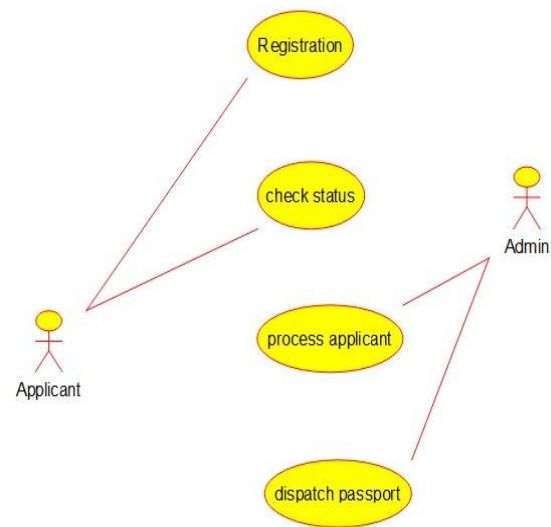 Registration
check status
Admin
process applicant
Applicant
dispatch passport